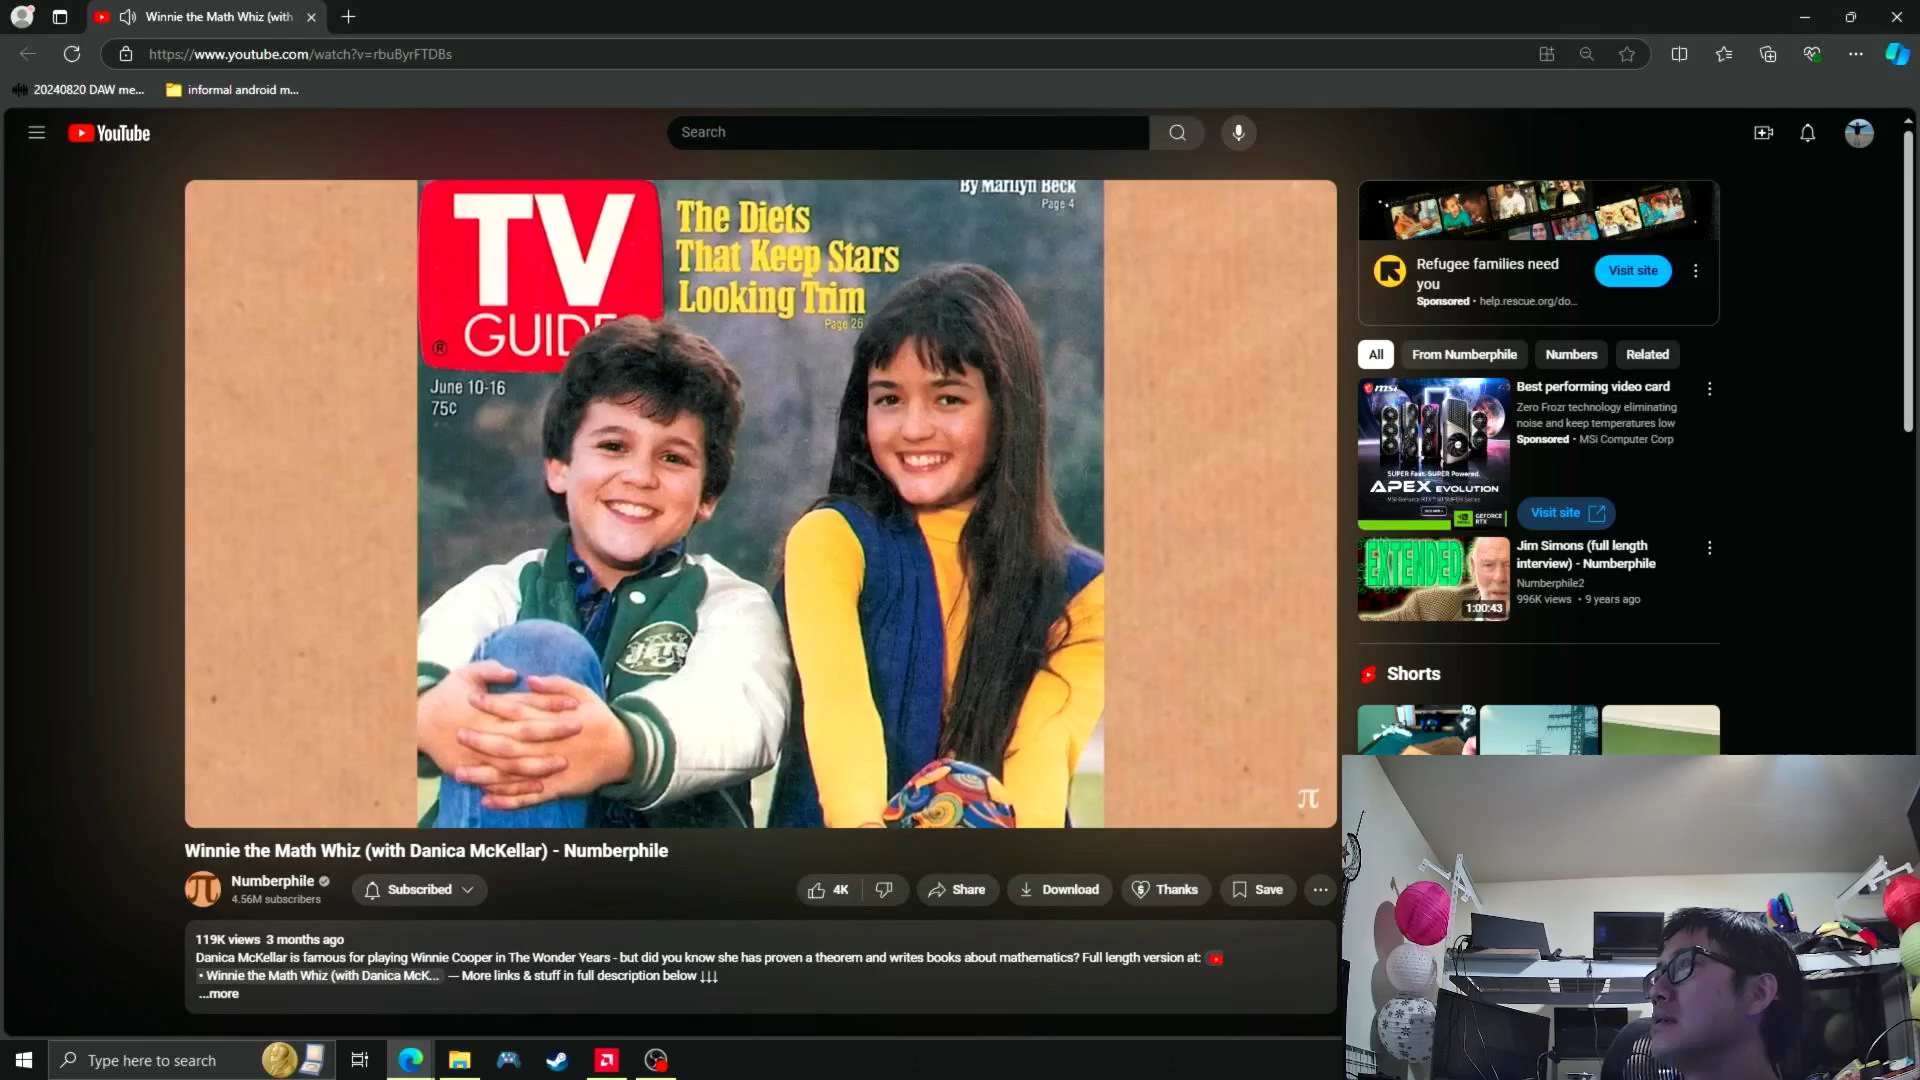 Winnie the Math Whiz (with
https://www.youtube.com/watch?v=rbuByrFTDBs
20240820 DAW me...
informal android m...
YouTube
Search
By Marilyn Beck
Page 4
TV
GUIDE
®
The Diets
That Keep Stars
Looking Trim
Page 26
June 10-16
75¢
JETS
π
Refugee families need
you
Visit site
Sponsored · help.rescue.org/do...
All
From Numberphile
Numbers
Related
msi
SUPER Fast. SUPER Powered.
APEX EVOLUTION
GEFORCE
RTX
Best performing video card
Zero Frozr technology eliminating
noise and keep temperatures low
Sponsored · MSi Computer Corp
Visit site
EXTENDED
1:00:43
Jim Simons (full length
interview) - Numberphile
Numberphile2
996K views · 9 years ago
Shorts
Winnie the Math Whiz (with Danica McKellar) - Numberphile
Numberphile
4.56M subscribers
Subscribed
4K
Share
Download
Thanks
Save
119K views 3 months ago
Danica McKellar is famous for playing Winnie Cooper in The Wonder Years - but did you know she has proven a theorem and writes books about mathematics? Full length version at:
• Winnie the Math Whiz (with Danica McK... — More links & stuff in full description below ↓↓↓
...more
Type here to search